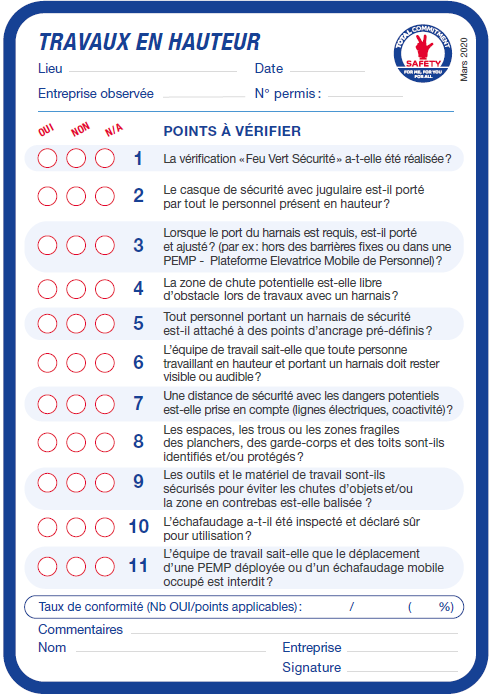 TRAVAUX EN HAUTEUR
TOTAL COMMITMENT
SAFETY
FOR ME, FOR YOU
FOR ALL
Mars 2020
Lieu Date
Entreprise observée N° permis :
OUI NON N/A POINTS À VÉRIFIER
1 La vérification «Feu Vert Sécurité» a-t-elle été réalisée ?
2 Le casque de sécurité avec jugulaire est-il porté
par tout le personnel présent en hauteur ?
3 Lorsque le port du harnais est requis, est-il porté
et ajusté ? (par ex : hors des barrières fixes ou dans une
PEMP - Plateforme Elevatrice Mobile de Personnel) ?
4 La zone de chute potentielle est-elle libre
d'obstacle lors de travaux avec un harnais ?
5 Tout personnel portant un harnais de sécurité
est-il attaché à des points d'ancrage pré-définis ?
6 L'équipe de travail sait-elle que toute personne
travaillant en hauteur et portant un harnais doit rester
visible ou audible ?
7 Une distance de sécurité avec les dangers potentiels
est-elle prise en compte (lignes électriques, coactivité) ?
8 Les espaces, les trous ou les zones fragiles
des planchers, des garde-corps et des toits sont-ils
identifiés et/ou protégés ?
9 Les outils et le matériel de travail sont-ils
sécurisés pour éviter les chutes d'objets et/ou
la zone en contrebas est-elle balisée ?
10 L'échafaudage a-t-il été inspecté et déclaré sûr
pour utilisation ?
11 L'équipe de travail sait-elle que le déplacement
d'une PEMP déployée ou d'un échafaudage mobile
occupé est interdit ?
Taux de conformité (Nb OUI/points applicables) : / ( %)
Commentaires
Nom Entreprise
Signature